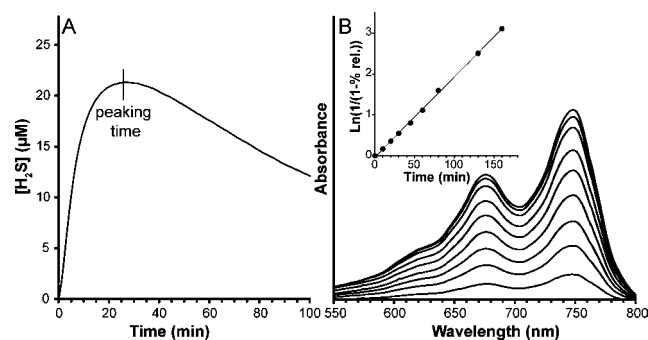 A
25
20
15
10
5
0
[H₂S] (µM)
peaking
time
0 20 40 60 80 100
Time (min)
B
Absorbance
Ln(1/(1-% rel.))
3
2
1
0
0 50 100 150
Time (min)
550 600 650 700 750 800
Wavelength (nm)